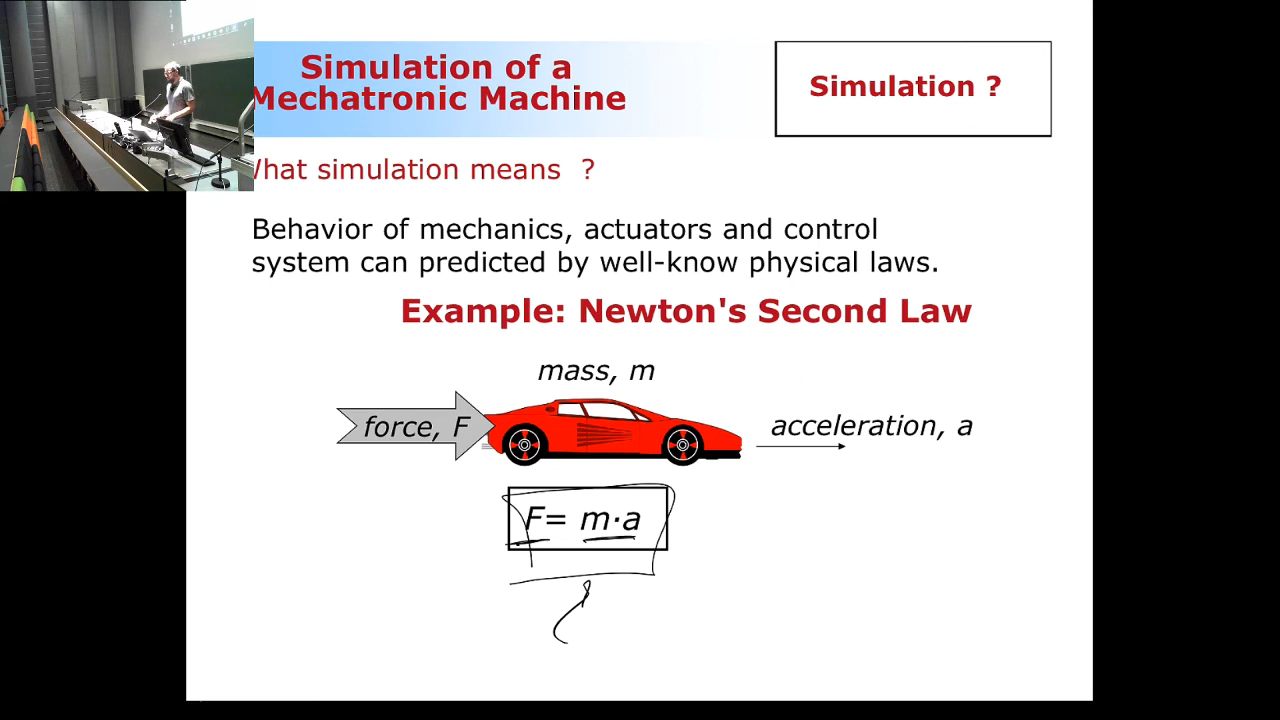 Simulation of a
Mechatronic Machine
Simulation ?
hat simulation means ?
Behavior of mechanics, actuators and control
system can predicted by well-know physical laws.
Example: Newton's Second Law
mass, m
force, F
acceleration, a
F= m·a